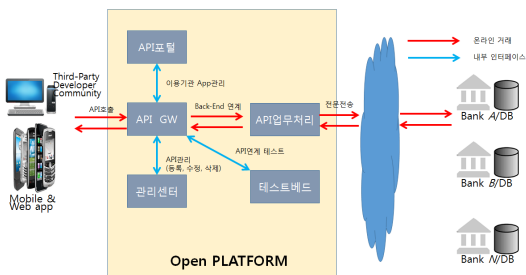 API포털
온라인 거래
내부 인터페이스
Third-Party
Developer
Community
이용기관 App관리
API호출
Back-End 연계
전문전송
API GW
API업무처리
Bank A/DB
API연계 테스트
API관리
(등록, 수정, 삭제)
관리센터
테스트베드
Bank B/DB
Mobile &
Web app
Open PLATFORM
Bank N/DB